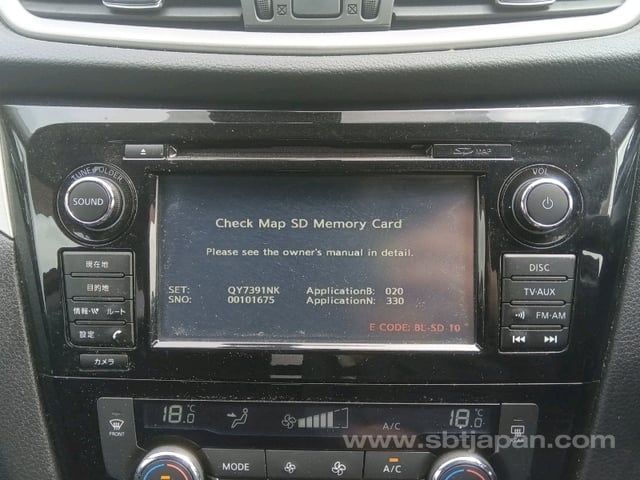 TUNE·FOLDER
SOUND
SD MAP
VOL
現在地
目的地
情報・VV ルート
設定
カメラ
Check Map SD Memory Card
Please see the owner's manual in detail.
SET: QY7391NK ApplicationB: 020
SNO: 00101675 ApplicationN: 330
E CODE: BL-SD 10
DISC
TV·AUX
FM·AM
18.0
A/C
18.0
FRONT
MODE
A/C
www.sbtjapan.com